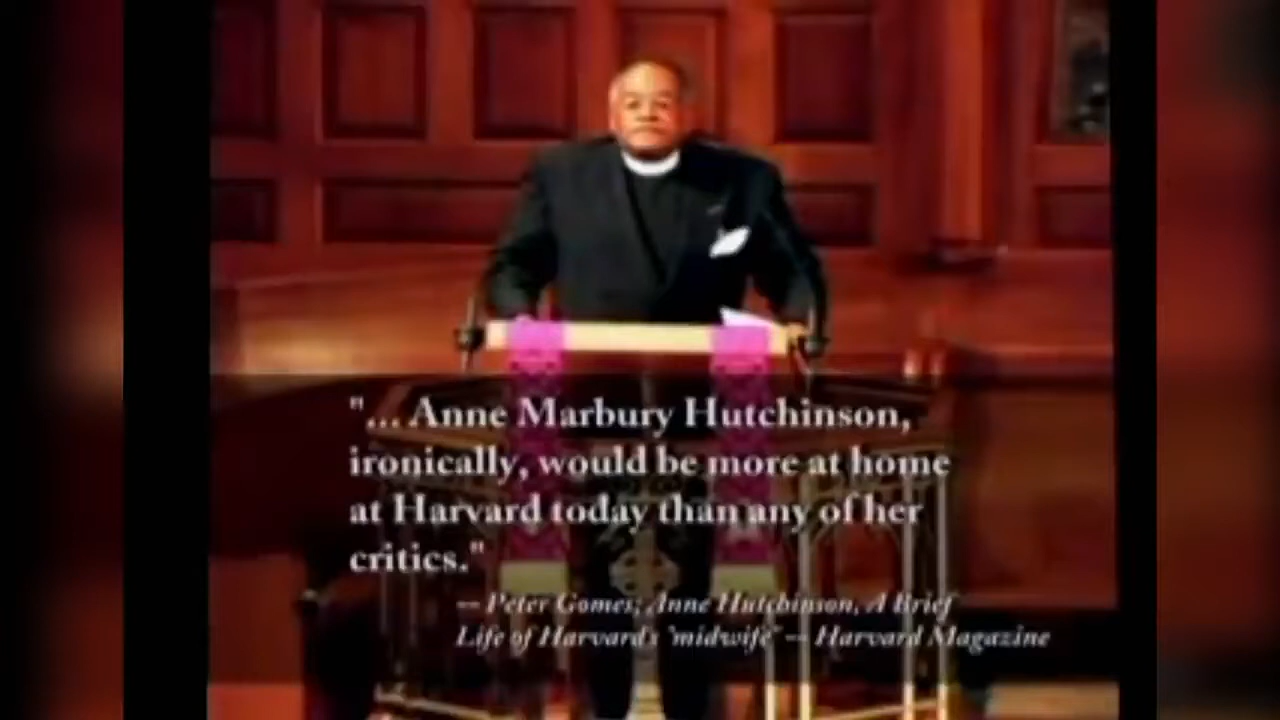 "... Anne Marbury Hutchinson,
ironically, would be more at home
at Harvard today than any of her
critics."
-- Peter Gomes; Anne Hutchinson, A Brief
Life of Harvard's "midwife" -- Harvard Magazine